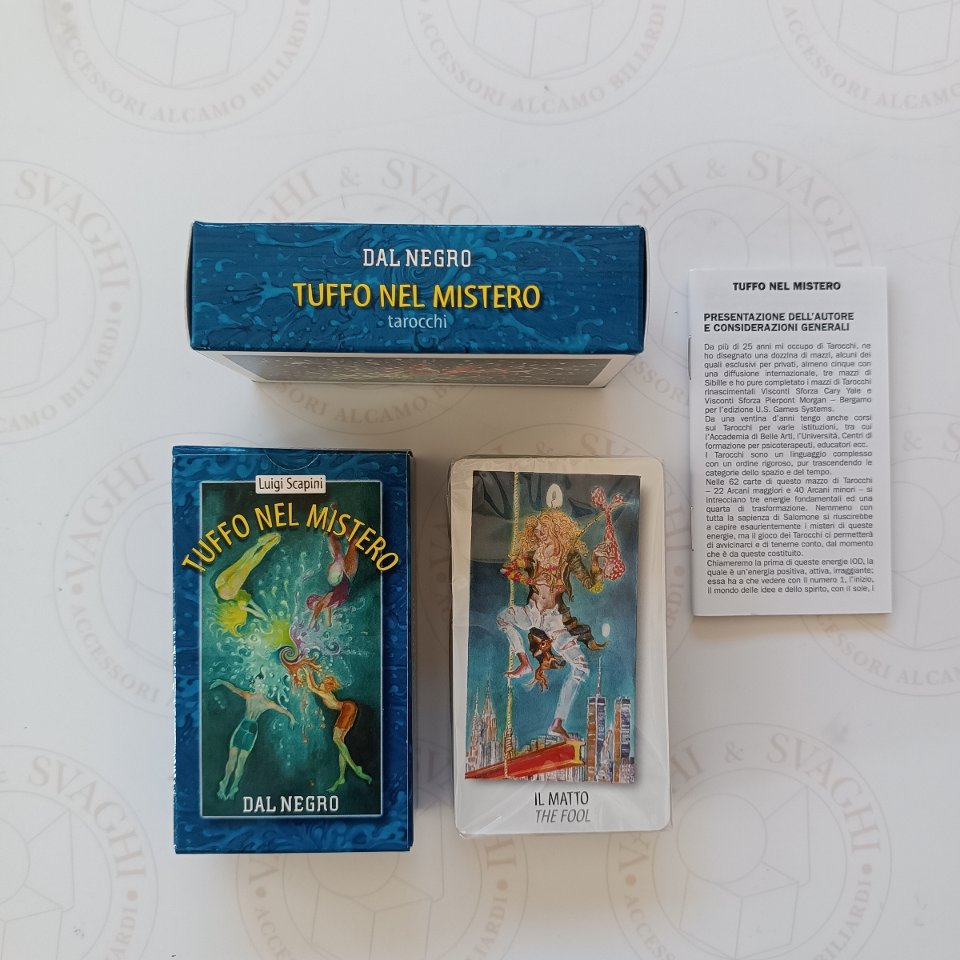 DAL NEGRO
TUFFO NEL MISTERO
tarocchi
TUFFO NEL MISTERO
PRESENTAZIONE DELL'AUTORE
E CONSIDERAZIONI GENERALI
Da più di 25 anni mi occupo di Tarocchi, ne
ho disegnato una dozzina di mazzi, alcuni dei
quali esclusivi per privati, almeno cinque con
una diffusione internazionale, tre mazzi di
Sibille e ho pure completato i mazzi di Tarocchi
rinascimentali Visconti Sforza Cary Yale e
Visconti Sforza Pierpont Morgan – Bergamo
per l'edizione U.S. Games Systems.
Da una ventina d'anni tengo anche corsi
sui Tarocchi per varie istituzioni, tra cui
l'Accademia di Belle Arti, l'Università, Centri di
formazione per psicoterapeuti, educatori ecc.
I Tarocchi sono un linguaggio complesso
con un ordine rigoroso, pur trascendendo le
categorie dello spazio e del tempo.
Nelle 62 carte di questo mazzo di Tarocchi
– 22 Arcani maggiori e 40 Arcani minori – si
intrecciano tre energie fondamentali ed una
quarta di trasformazione. Nemmeno con
tutta la sapienza di Salomone si riuscirebbe
a capire esaurientemente i misteri di queste
energie, ma il gioco dei Tarocchi ci permetterà
di avvicinarci e di tenerne conto, dal momento
che è da queste costituito.
Chiameremo la prima di queste energie IOD, la
quale è un'energia positiva, attiva, irraggiante;
essa ha a che vedere con il numero 1, l'inizio,
il mondo delle idee e dello spirito, con il sole, i
Luigi Scapini
TUFFO NEL MISTERO
DAL NEGRO
IL MATTO
THE FOOL
SVAGHI &
ACCESSORI ALCAMO BILIARDI